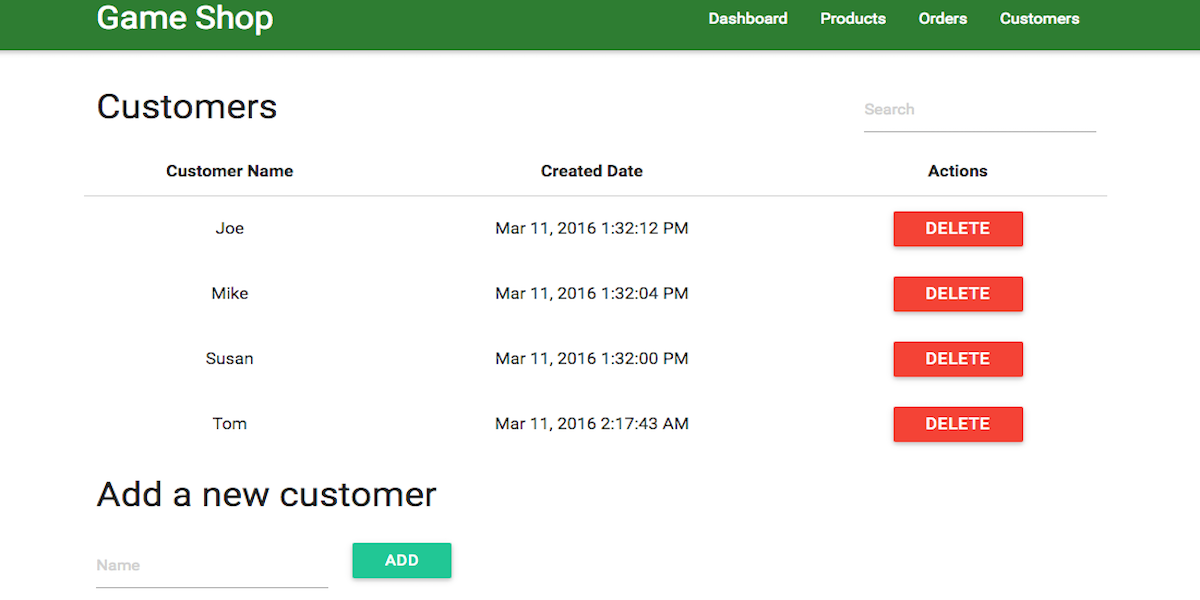 Game Shop Dashboard Products Orders Customers
Customers Search
Customer Name Created Date Actions
Joe Mar 11, 2016 1:32:12 PM DELETE
Mike Mar 11, 2016 1:32:04 PM DELETE
Susan Mar 11, 2016 1:32:00 PM DELETE
Tom Mar 11, 2016 2:17:43 AM DELETE
Add a new customer
Name ADD